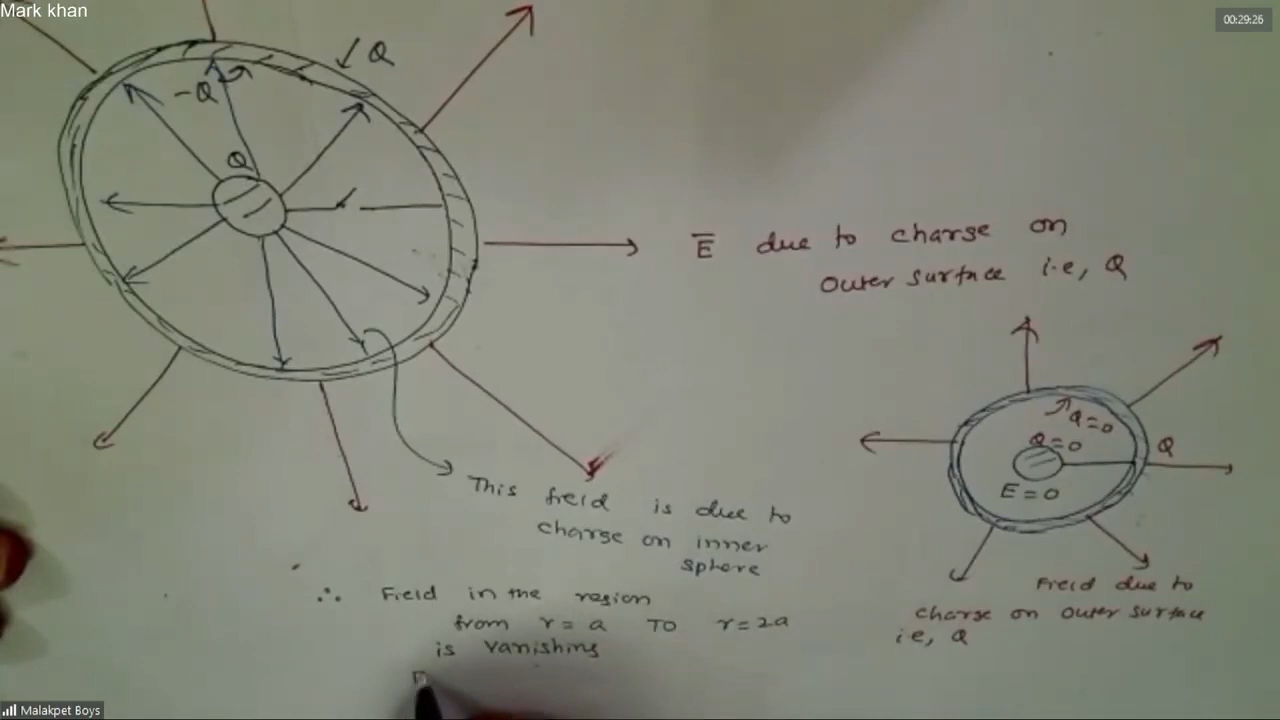 Mark khan
00:29:26
Q
-Q
Q
E due to charge on
outer surface i.e, Q
Q=0
Q=0
Q
E=0
This field is due to
charge on inner
sphere
∴ Field in the region
from r = a TO r=2a
is vanishing
Field due to
charge on outer surface
i.e, Q
Malakpet Boys